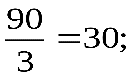 90/3 = 30;